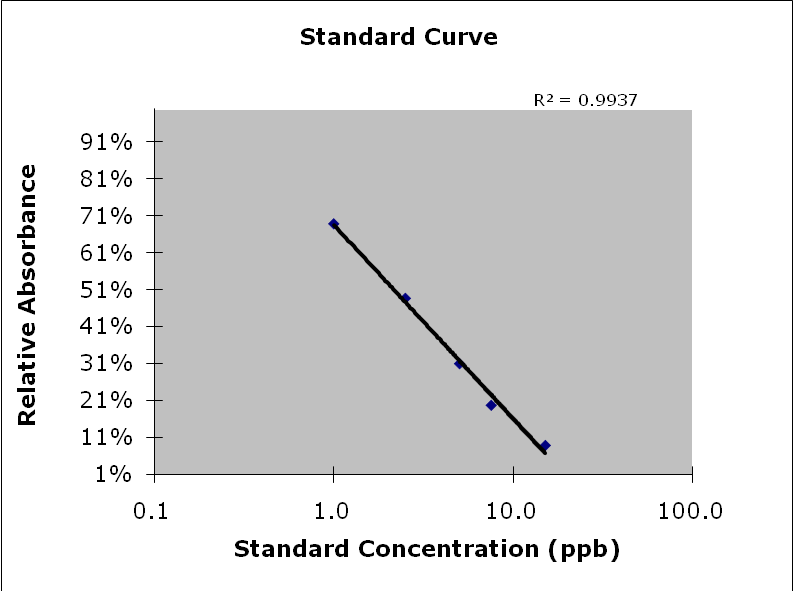 Standard Curve
R² = 0.9937
91%
81%
71%
61%
51%
41%
31%
21%
11%
1%
Relative Absorbance
0.1 1.0 10.0 100.0
Standard Concentration (ppb)